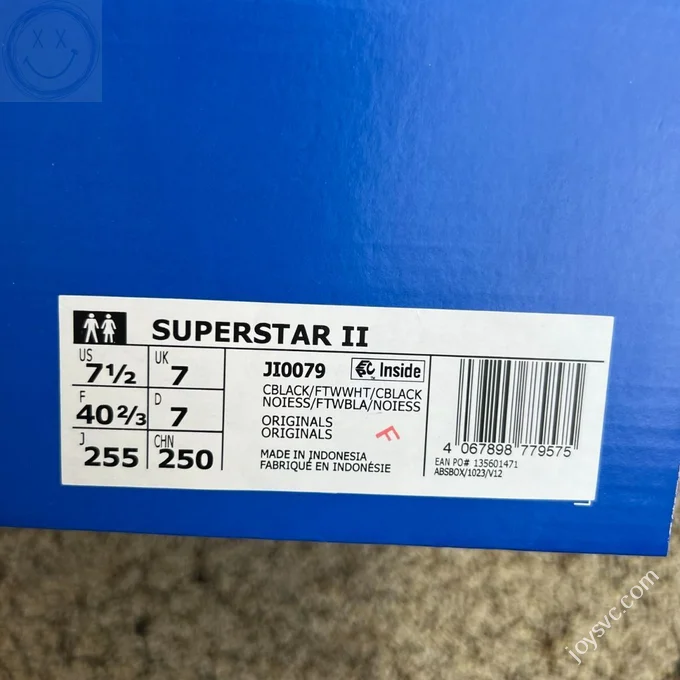 SUPERSTAR II
US
7½
UK
7
F
40⅔
D
7
J
255
CHN
250
JI0079
Inside
CBLACK/FTWWHT/CBLACK
NOIESS/FTWBLA/NOIESS
ORIGINALS
ORIGINALS
F
MADE IN INDONESIA
FABRIQUÉ EN INDONÉSIE
4 067898 779575
EAN PO# 135601471
ABSBOX/1023/V12
joysvc.com